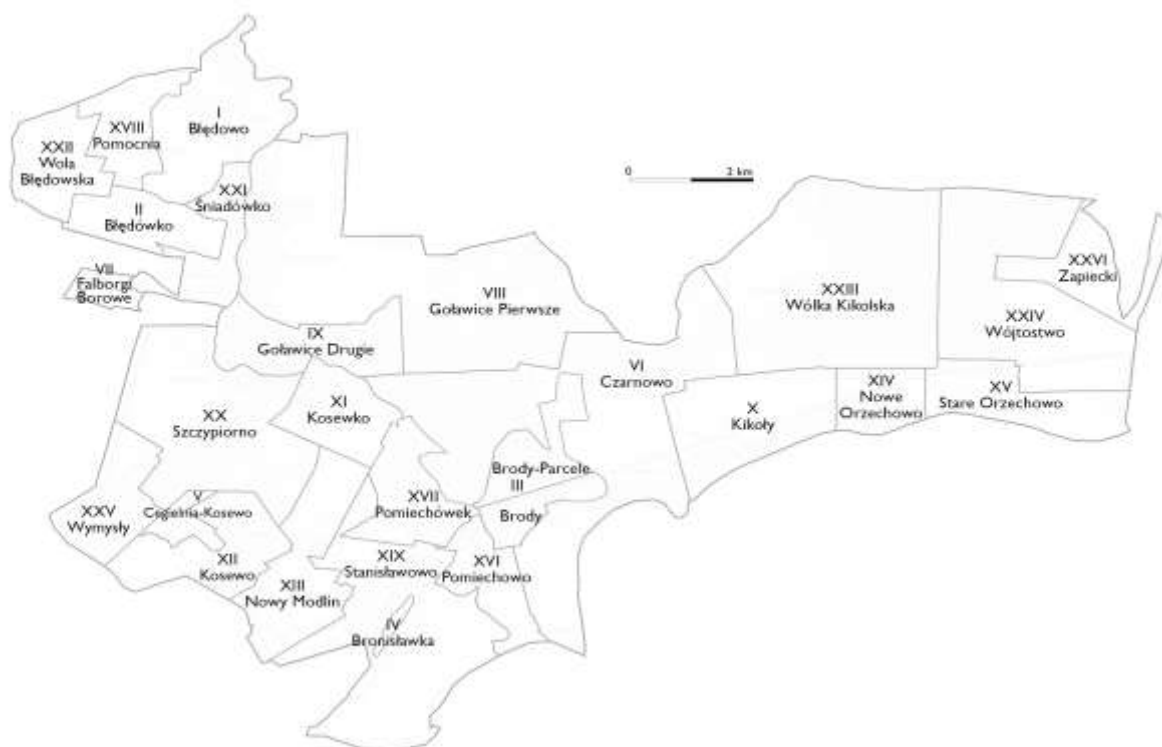 I
Błędowo
XVIII
Pomocnia
XXII
Wola
Błędowska
XXI
Śniadówko
II
Błędówko
0
2 km
VII
Falborgi
Borowe
VIII
Goławice Pierwsze
XXIII
Wólka Kikolska
XXVI
Zapiecki
XXIV
Wójtostwo
IX
Goławice Drugie
VI
Czarnowo
XIV
Nowe
Orzechowo
XV
Stare Orzechowo
X
Kikoły
XI
Kosewko
XX
Szczypiorno
Brody-Parcele
III
Brody
XVII
Pomiechówek
V
Cegielnia-Kosewo
XXV
Wymysły
XII
Kosewo
XIX
Stanisławowo
XVI
Pomiechowo
XIII
Nowy Modlin
IV
Bronisławka